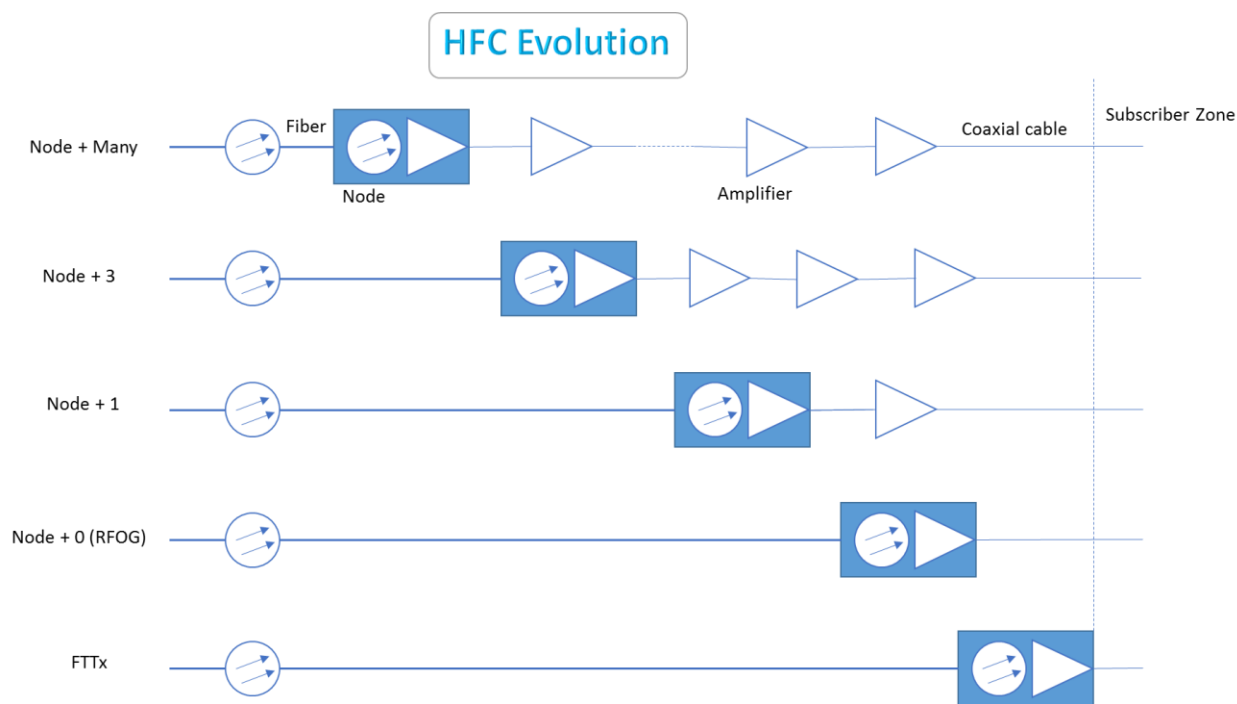 HFC Evolution
Subscriber Zone
Node + Many
Fiber
Coaxial cable
Node
Amplifier
Node + 3
Node + 1
Node + 0 (RFOG)
FTTx